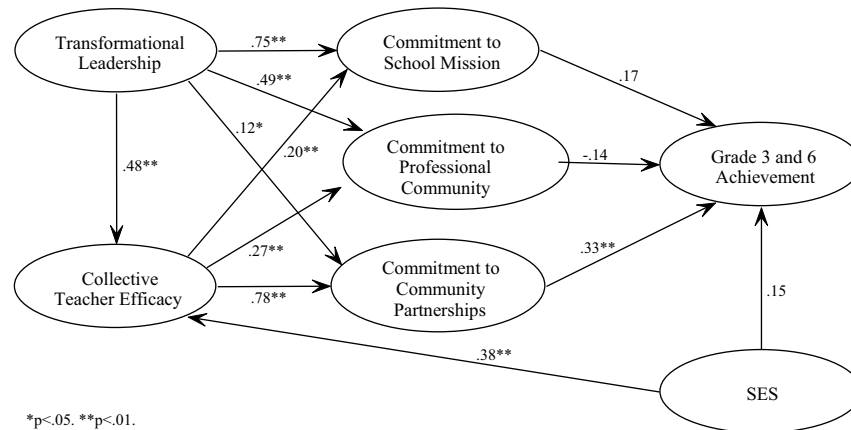 Transformational
Leadership
.75**
Commitment to
School Mission
.17
.49**
.12*
.20**
Commitment to
Professional
Community
-.14
Grade 3 and 6
Achievement
.48**
.27**
.33**
Collective
Teacher Efficacy
.78**
Commitment to
Community
Partnerships
.15
.38**
SES
*p<.05. **p<.01.